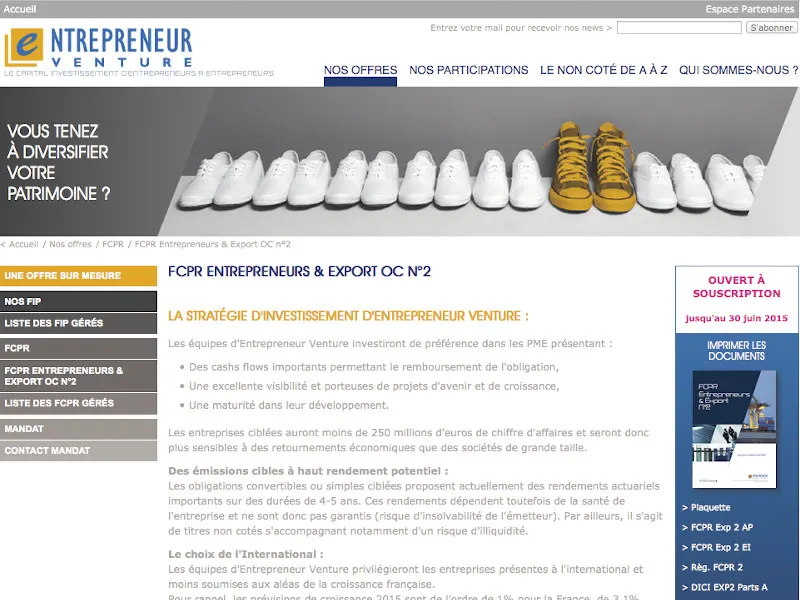 Accueil
Espace Partenaires
Entrez votre mail pour recevoir nos news >
S'abonner
e NTREPRENEUR
VENTURE
LE CAPITAL INVESTISSEMENT D'ENTREPRENEURS A ENTREPRENEURS
NOS OFFRES
NOS PARTICIPATIONS
LE NON COTÉ DE A À Z
QUI SOMMES-NOUS ?
VOUS TENEZ
À DIVERSIFIER
VOTRE
PATRIMOINE ?
< Accueil / Nos offres / FCPR / FCPR Entrepreneurs & Export OC n°2
UNE OFFRE SUR MESURE
NOS FIP
LISTE DES FIP GÉRÉS
FCPR
FCPR ENTREPRENEURS &
EXPORT OC N°2
LISTE DES FCPR GÉRÉS
MANDAT
CONTACT MANDAT
FCPR ENTREPRENEURS & EXPORT OC N°2
LA STRATÉGIE D'INVESTISSEMENT D'ENTREPRENEUR VENTURE :
Les équipes d'Entrepreneur Venture investiront de préférence dans les PME présentant :
• Des cashs flows importants permettant le remboursement de l'obligation,
• Une excellente visibilité et porteuses de projets d'avenir et de croissance,
• Une maturité dans leur développement.
Les entreprises ciblées auront moins de 250 millions d'euros de chiffre d'affaires et seront donc
plus sensibles à des retournements économiques que des sociétés de grande taille.
Des émissions cibles à haut rendement potentiel :
Les obligations convertibles ou simples ciblées proposent actuellement des rendements actuariels
importants sur des durées de 4-5 ans. Ces rendements dépendent toutefois de la santé de
l'entreprise et ne sont donc pas garantis (risque d'insolvabilité de l'émetteur). Par ailleurs, il s'agit
de titres non cotés s'accompagnant notamment d'un risque d'illiquidité.
Le choix de l'International :
Les équipes d'Entrepreneur Venture privilégieront les entreprises présentes à l'international et
moins soumises aux aléas de la croissance française.
Pour rappel, les prévisions de croissance 2015 sont de l'ordre de 1% pour la France, de 3,1%
OUVERT À
SOUSCRIPTION
jusqu'au 30 juin 2015
IMPRIMER LES
DOCUMENTS
FCPR
Entrepreneurs
& Export
N°2
> Plaquette
> FCPR Exp 2 AP
> FCPR Exp 2 EI
> Règ. FCPR 2
> DICI EXP2 Parts A